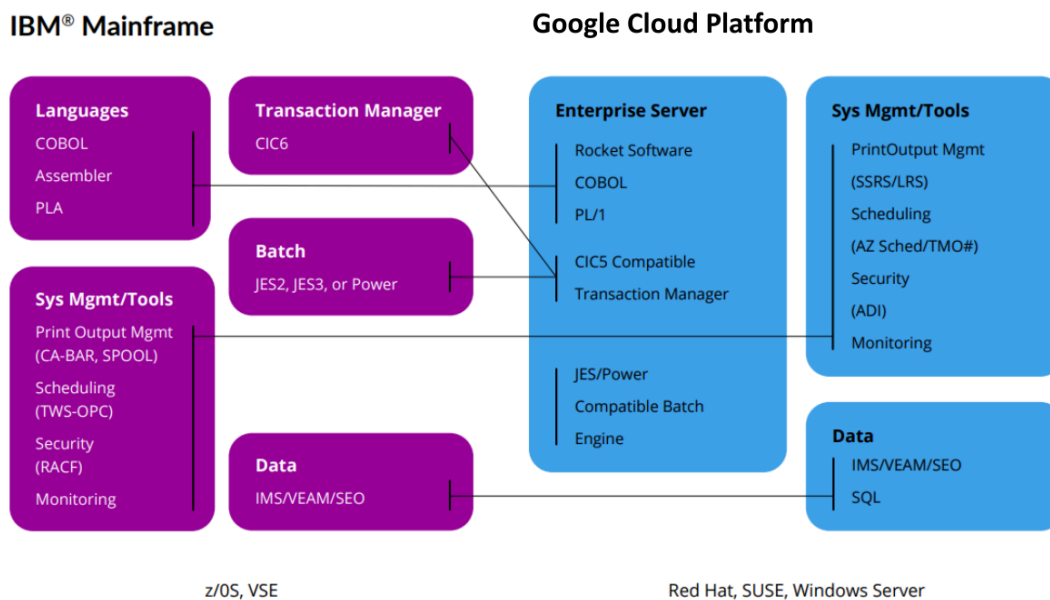 IBM® Mainframe
Google Cloud Platform
Languages
COBOL
Assembler
PLA
Transaction Manager
CIC6
Batch
JES2, JES3, or Power
Sys Mgmt/Tools
Print Output Mgmt
(CA-BAR, SPOOL)
Scheduling
(TWS-OPC)
Security
(RACF)
Monitoring
Data
IMS/VEAM/SEO
Enterprise Server
Rocket Software
COBOL
PL/1
CIC5 Compatible
Transaction Manager
JES/Power
Compatible Batch
Engine
Sys Mgmt/Tools
PrintOutput Mgmt
(SSRS/LRS)
Scheduling
(AZ Sched/TMO#)
Security
(ADI)
Monitoring
Data
IMS/VEAM/SEO
SQL
z/0S, VSE
Red Hat, SUSE, Windows Server